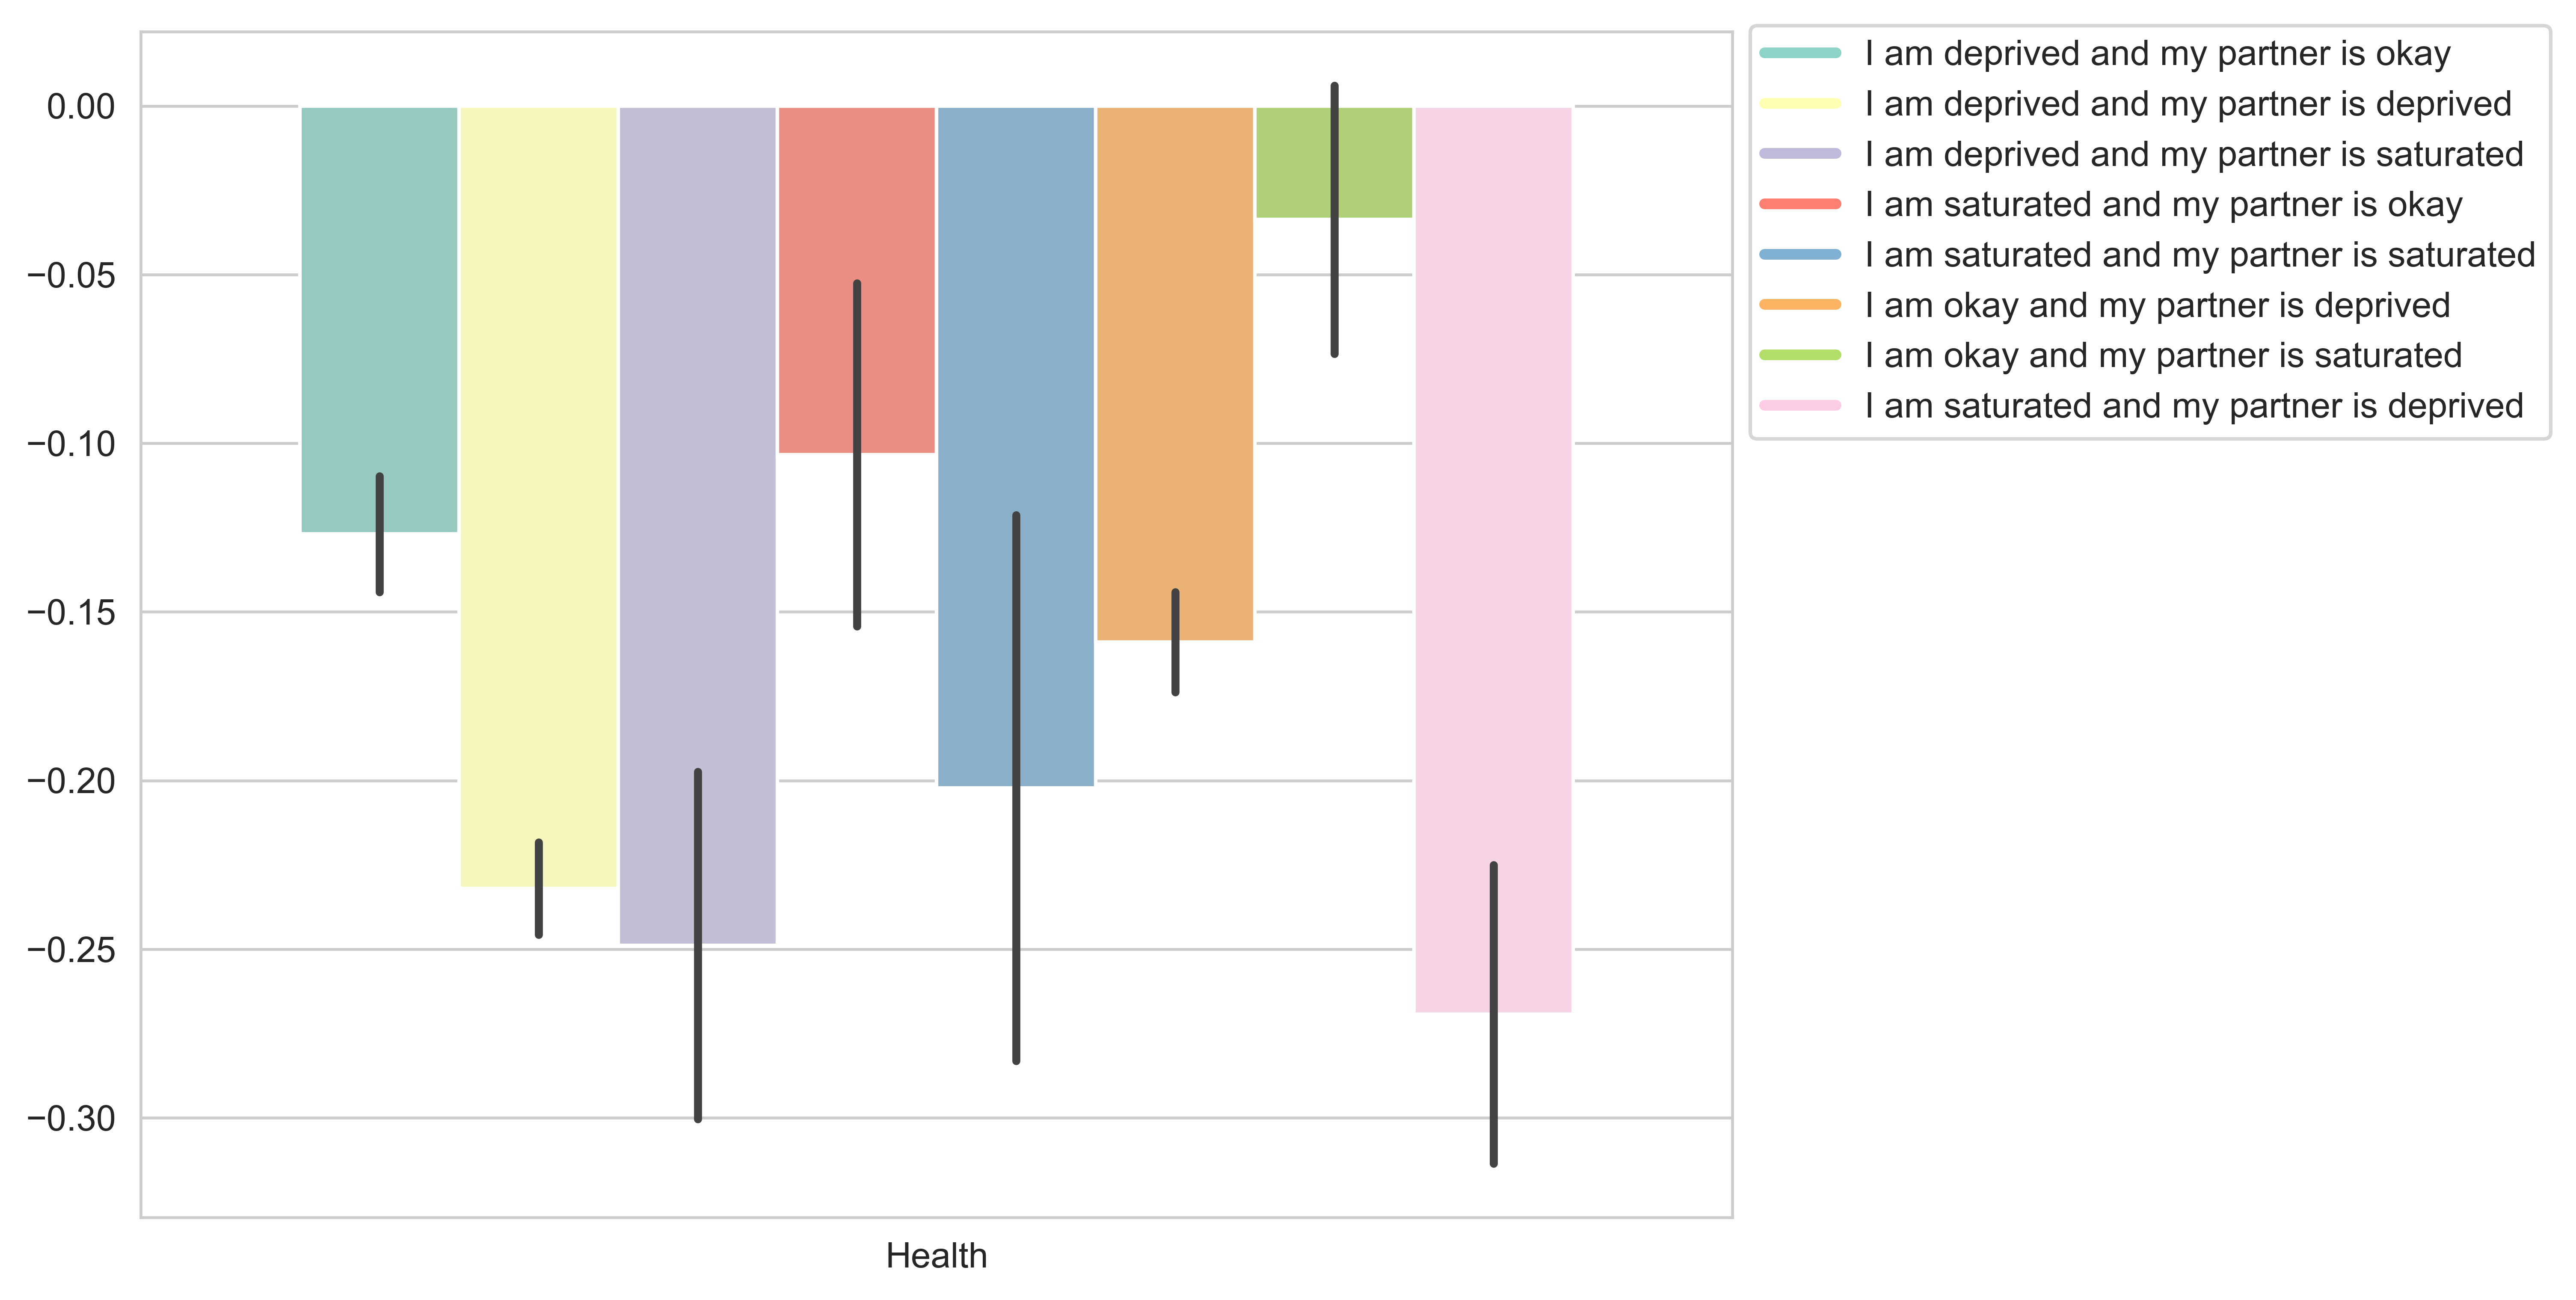 0.00
−0.05
−0.10
−0.15
−0.20
−0.25
−0.30
Health
I am deprived and my partner is okay
I am deprived and my partner is deprived
I am deprived and my partner is saturated
I am saturated and my partner is okay
I am saturated and my partner is saturated
I am okay and my partner is deprived
I am okay and my partner is saturated
I am saturated and my partner is deprived